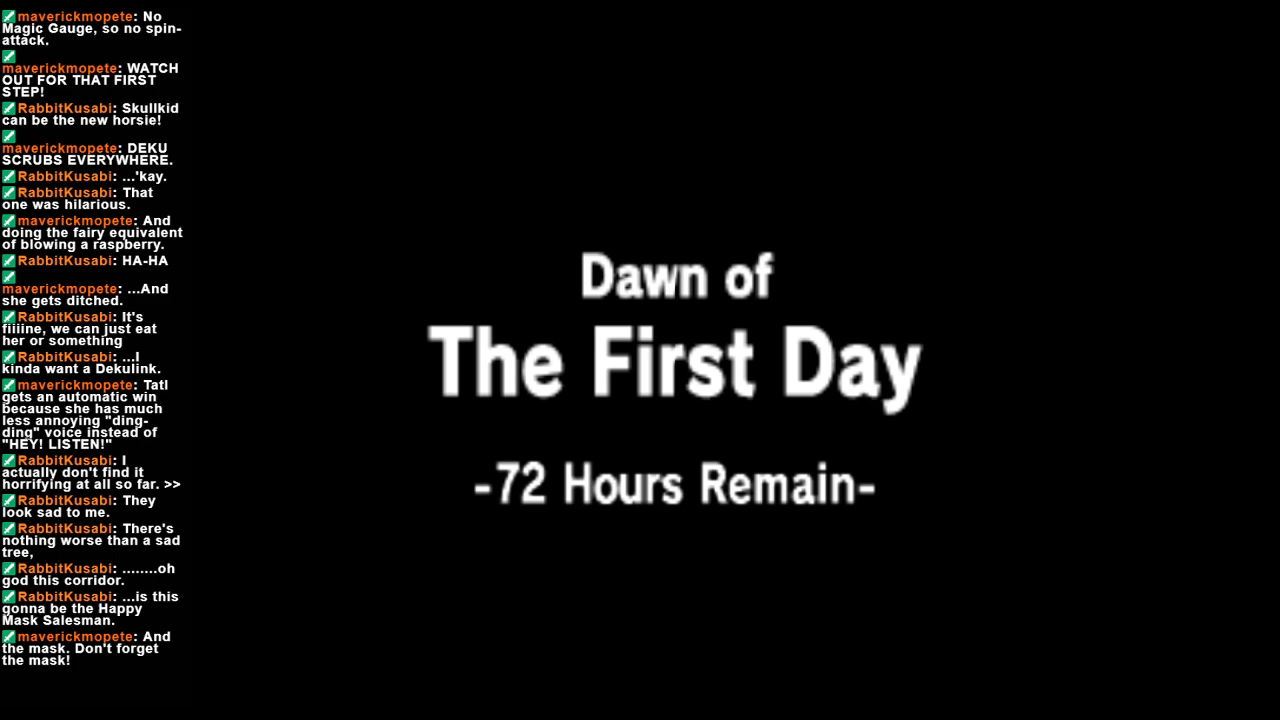 maverickmopete: No
Magic Gauge, so no spin-
attack.
maverickmopete: WATCH
OUT FOR THAT FIRST
STEP!
RabbitKusabi: Skullkid
can be the new horsie!
maverickmopete: DEKU
SCRUBS EVERYWHERE.
RabbitKusabi: ...'kay.
RabbitKusabi: That
one was hilarious.
maverickmopete: And
doing the fairy equivalent
of blowing a raspberry.
RabbitKusabi: HA-HA
maverickmopete: ...And
she gets ditched.
RabbitKusabi: It's
fiiiine, we can just eat
her or something
RabbitKusabi: ...I
kinda want a Dekulink.
maverickmopete: Tatl
gets an automatic win
because she has much
less annoying "ding-
ding" voice instead of
"HEY! LISTEN!"
RabbitKusabi: I
actually don't find it
horrifying at all so far. >>
RabbitKusabi: They
look sad to me.
RabbitKusabi: There's
nothing worse than a sad
tree,
RabbitKusabi: ........oh
god this corridor.
RabbitKusabi: ...is this
gonna be the Happy
Mask Salesman.
maverickmopete: And
the mask. Don't forget
the mask!
Dawn of
The First Day
-72 Hours Remain-